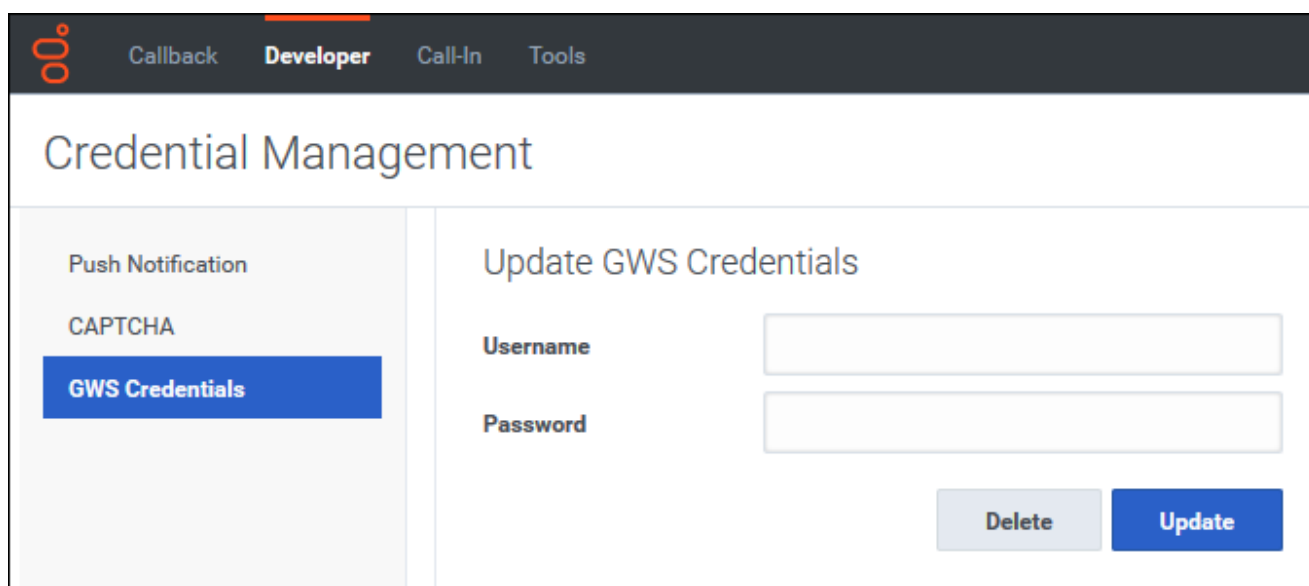 Callback Developer Call-In Tools
Credential Management
Push Notification
CAPTCHA
GWS Credentials
Update GWS Credentials
Username
Password
Delete Update